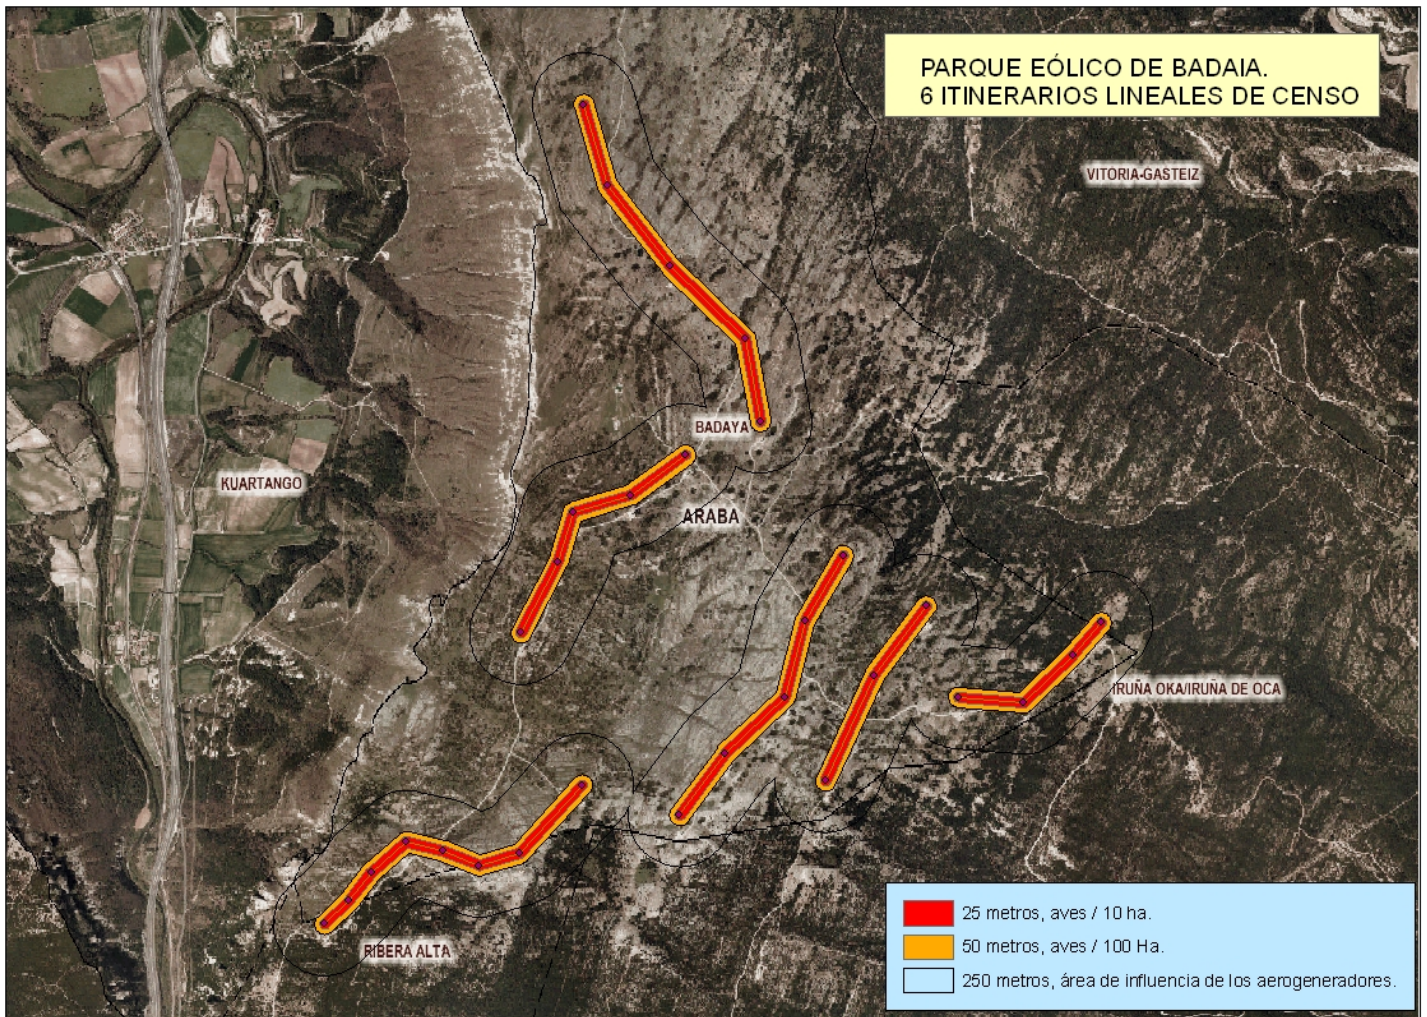 PARQUE EÓLICO DE BADAIA.
6 ITINERARIOS LINEALES DE CENSO
VITORIA-GASTEIZ
BADAYA
KUARTANGO
ARABA
IRUÑA OKA/IRUÑA DE OCA
RIBERA ALTA
25 metros, aves / 10 ha.
50 metros, aves / 100 Ha.
250 metros, área de influencia de los aerogeneradores.